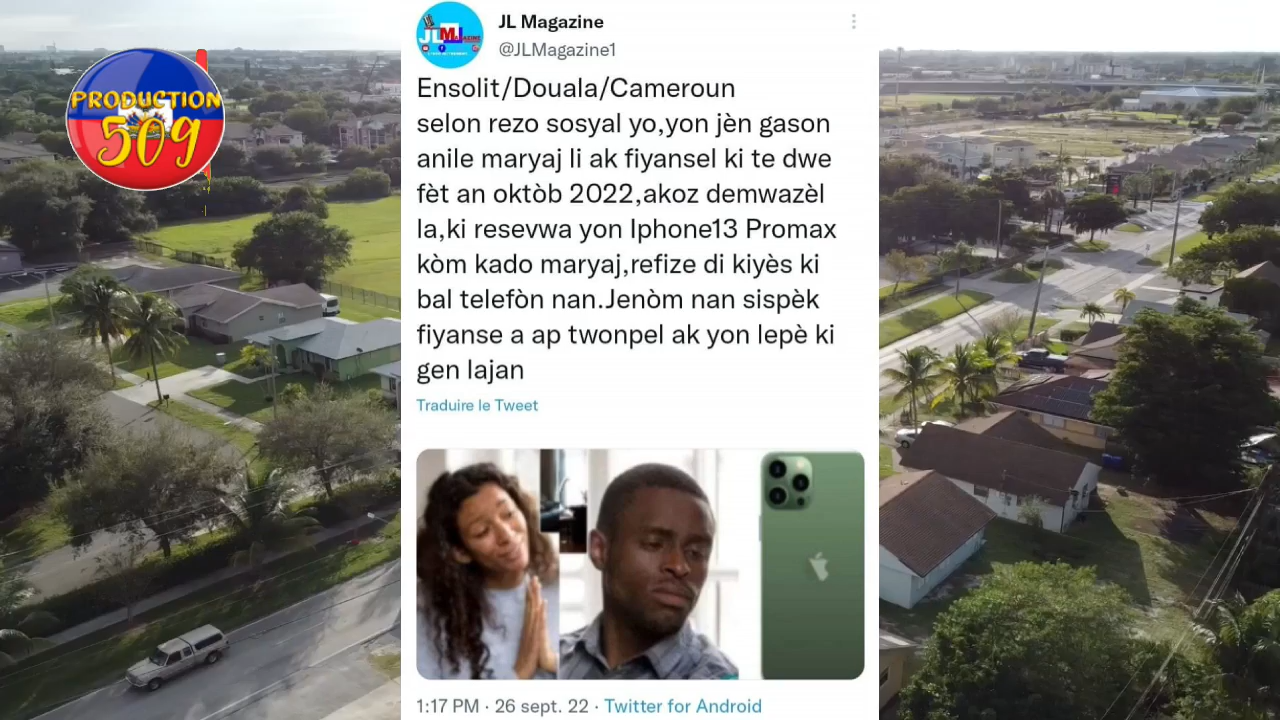 PRODUCTION
509
JL Magazine
@JLMagazine1
Ensolit/Douala/Cameroun
selon rezo sosyal yo,yon jèn gason
anile maryaj li ak fiyansel ki te dwe
fèt an oktòb 2022,akoz demwazèl
la,ki resevwa yon Iphone13 Promax
kòm kado maryaj,refize di kiyès ki
bal telefòn nan.Jenòm nan sispèk
fiyanse a ap twonpel ak yon lepè ki
gen lajan
Traduire le Tweet
1:17 PM · 26 sept. 22 · Twitter for Android